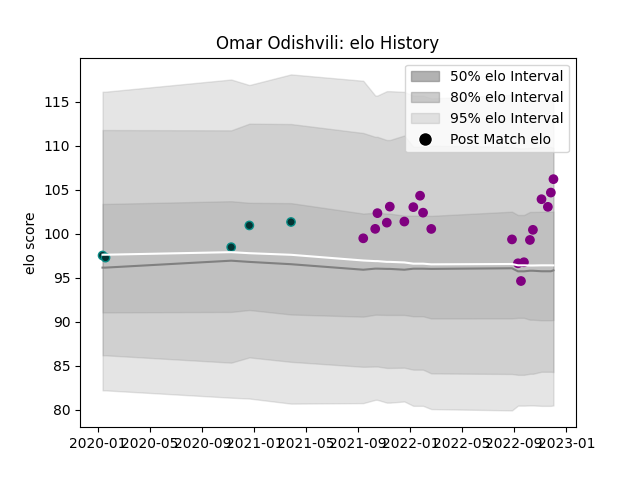 Omar Odishvili: elo History
50% elo Interval
80% elo Interval
95% elo Interval
Post Match elo
elo score
115
110
105
100
95
90
85
80
2020-01 2020-05 2020-09 2021-01 2021-05 2021-09 2022-01 2022-05 2022-09 2023-01